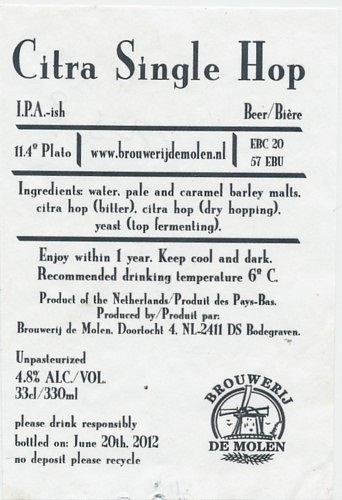 Citra Single Hop
I.P.A.-ish Beer/Bière
11.4º Plato www.brouwerijdemolen.nl EBC 20
57 EBU
Ingredients: water, pale and caramel barley malts,
citra hop (bitter), citra hop (dry hopping),
yeast (top fermenting).
Enjoy within 1 year. Keep cool and dark.
Recommended drinking temperature 6º C.
Product of the Netherlands/Produit des Pays-Bas.
Produced by/Produit par:
Brouwerij de Molen, Doortocht 4, NL-2411 DS Bodegraven.
Unpasteurized
4.8% ALC/VOL.
33cl/330ml
please drink responsibly
bottled on: June 20th, 2012
no deposit please recycle
BROUWERIJ
DE MOLEN